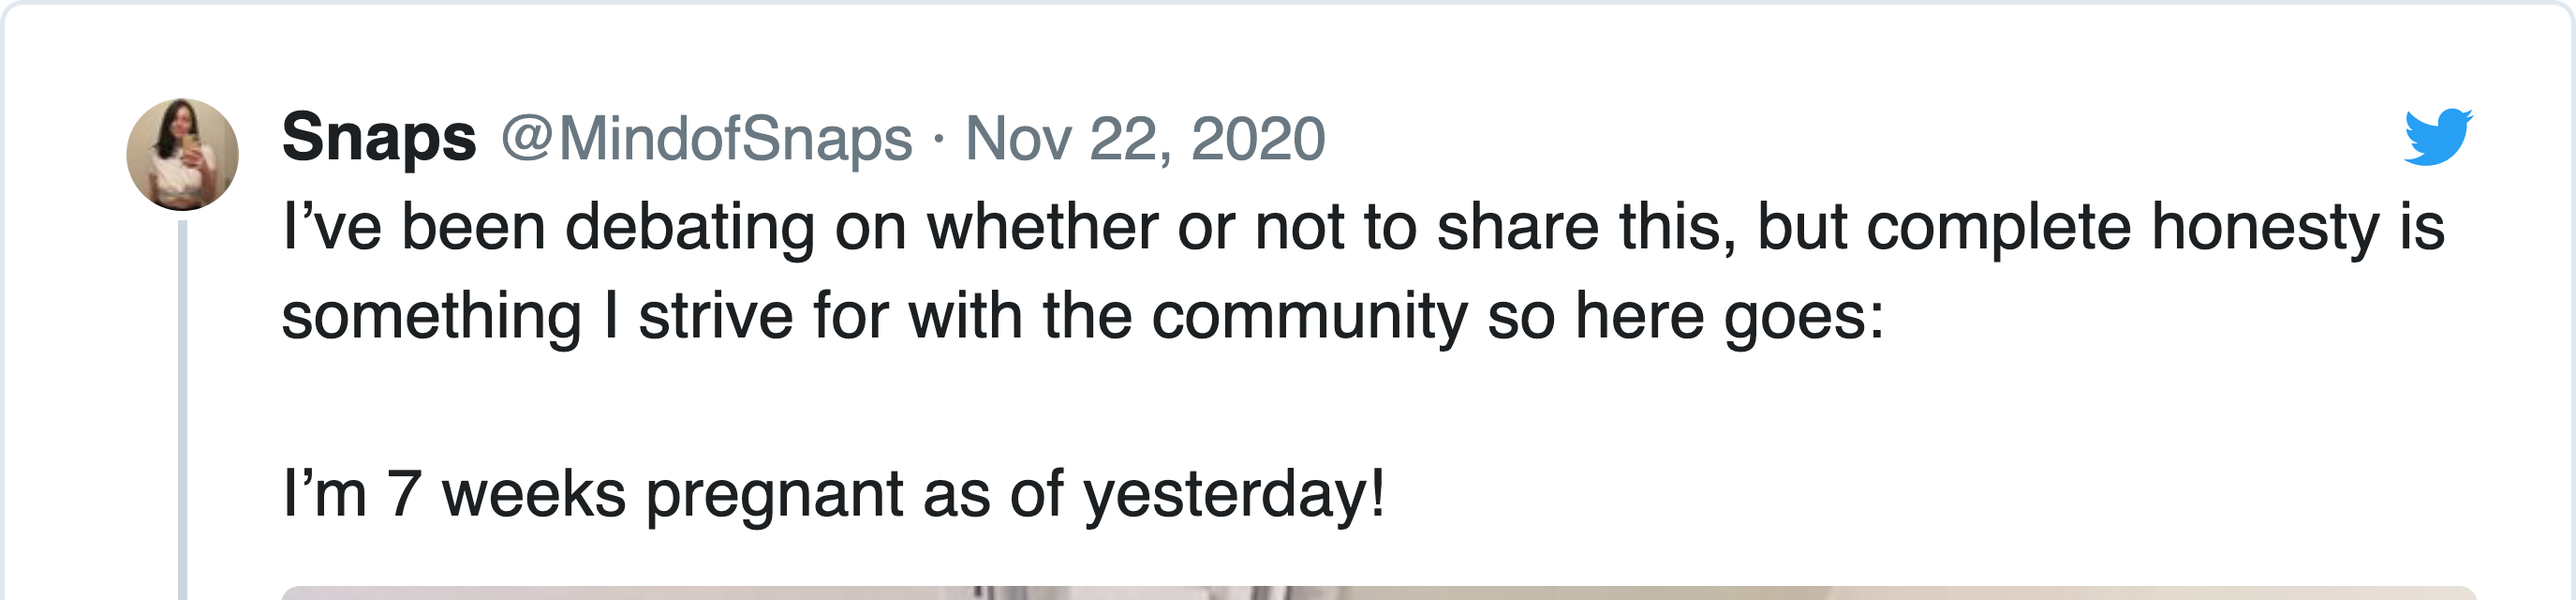 Snaps @MindofSnaps · Nov 22, 2020
I’ve been debating on whether or not to share this, but complete honesty is
something I strive for with the community so here goes:
I’m 7 weeks pregnant as of yesterday!